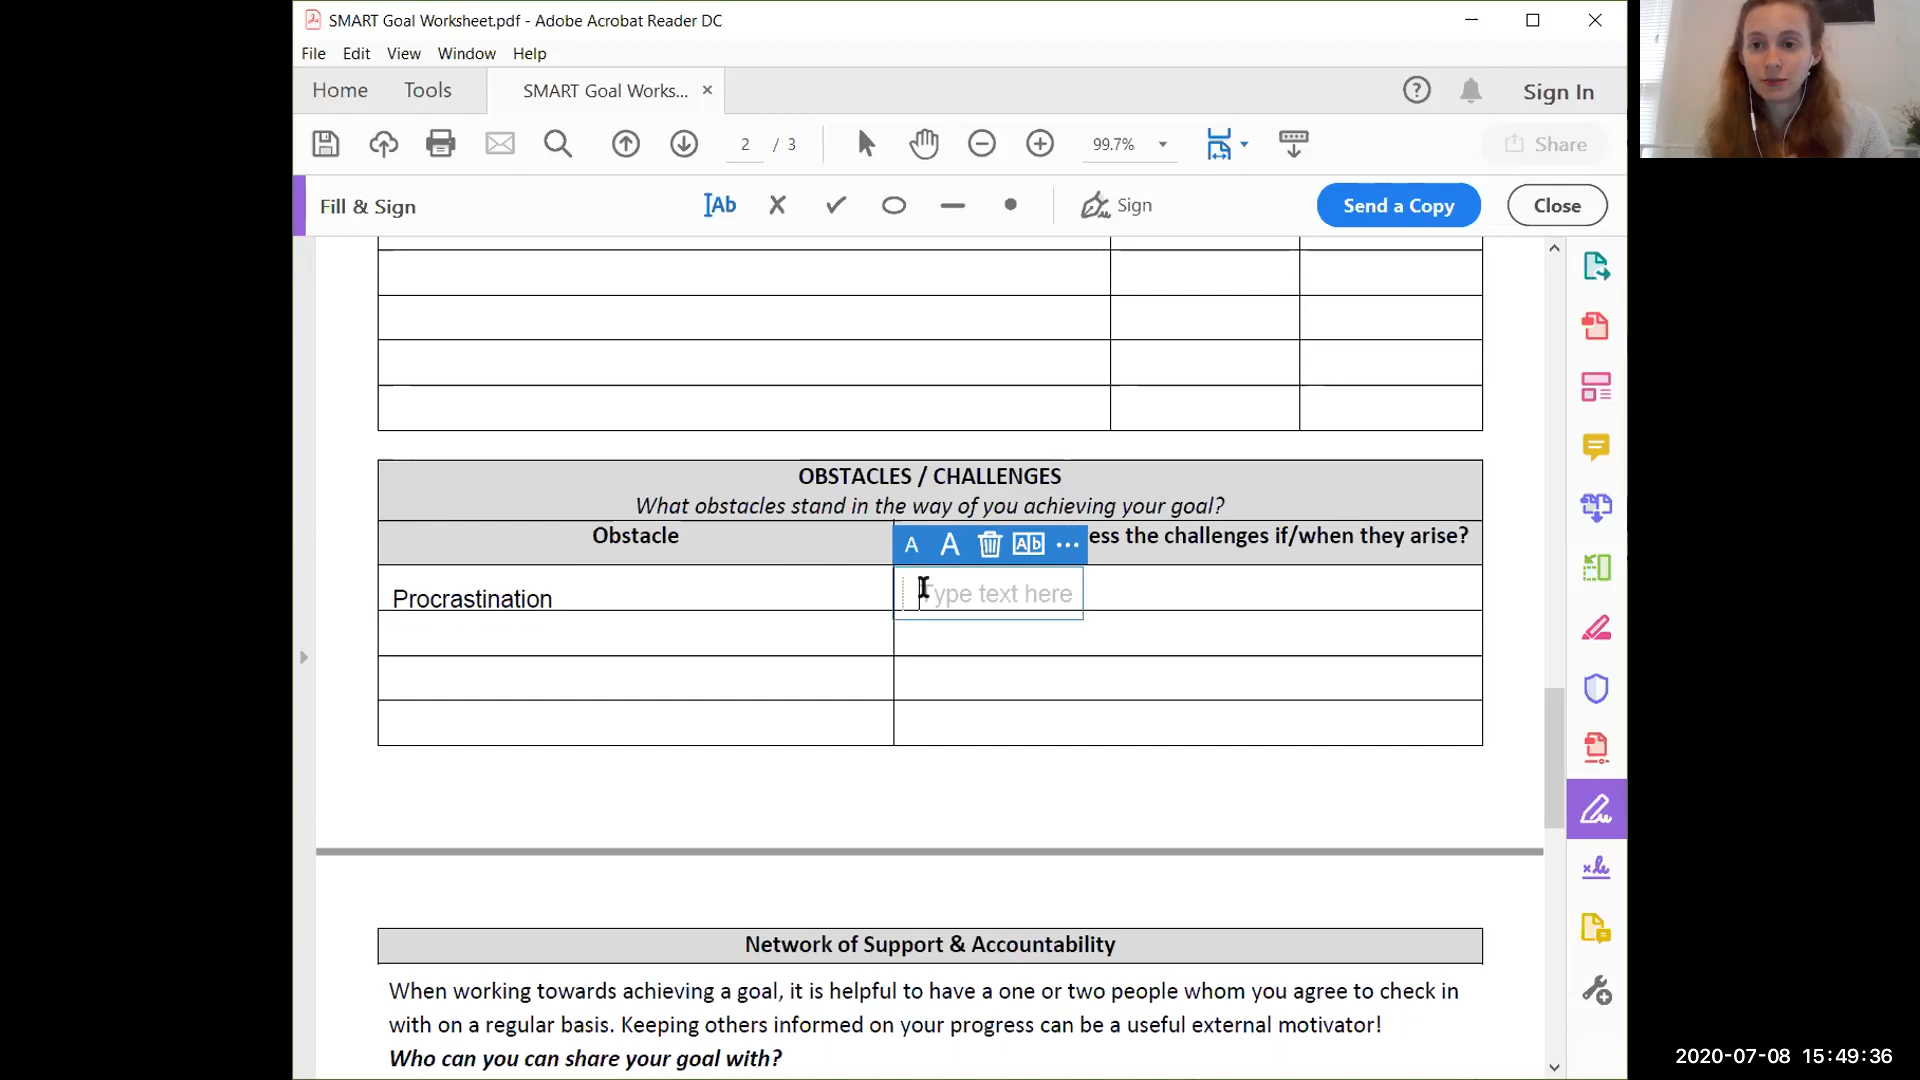 SMART Goal Worksheet.pdf - Adobe Acrobat Reader DC
File Edit View Window Help
Home Tools SMART Goal Works... × Sign In
2 / 3 99.7% Share
Fill & Sign Ab Sign Send a Copy Close
OBSTACLES / CHALLENGES
What obstacles stand in the way of you achieving your goal?
Obstacle ess the challenges if/when they arise?
A A Ab ...
Procrastination Type text here
Network of Support & Accountability
When working towards achieving a goal, it is helpful to have a one or two people whom you agree to check in
with on a regular basis. Keeping others informed on your progress can be a useful external motivator!
Who can you can share your goal with?
2020-07-08 15:49:36